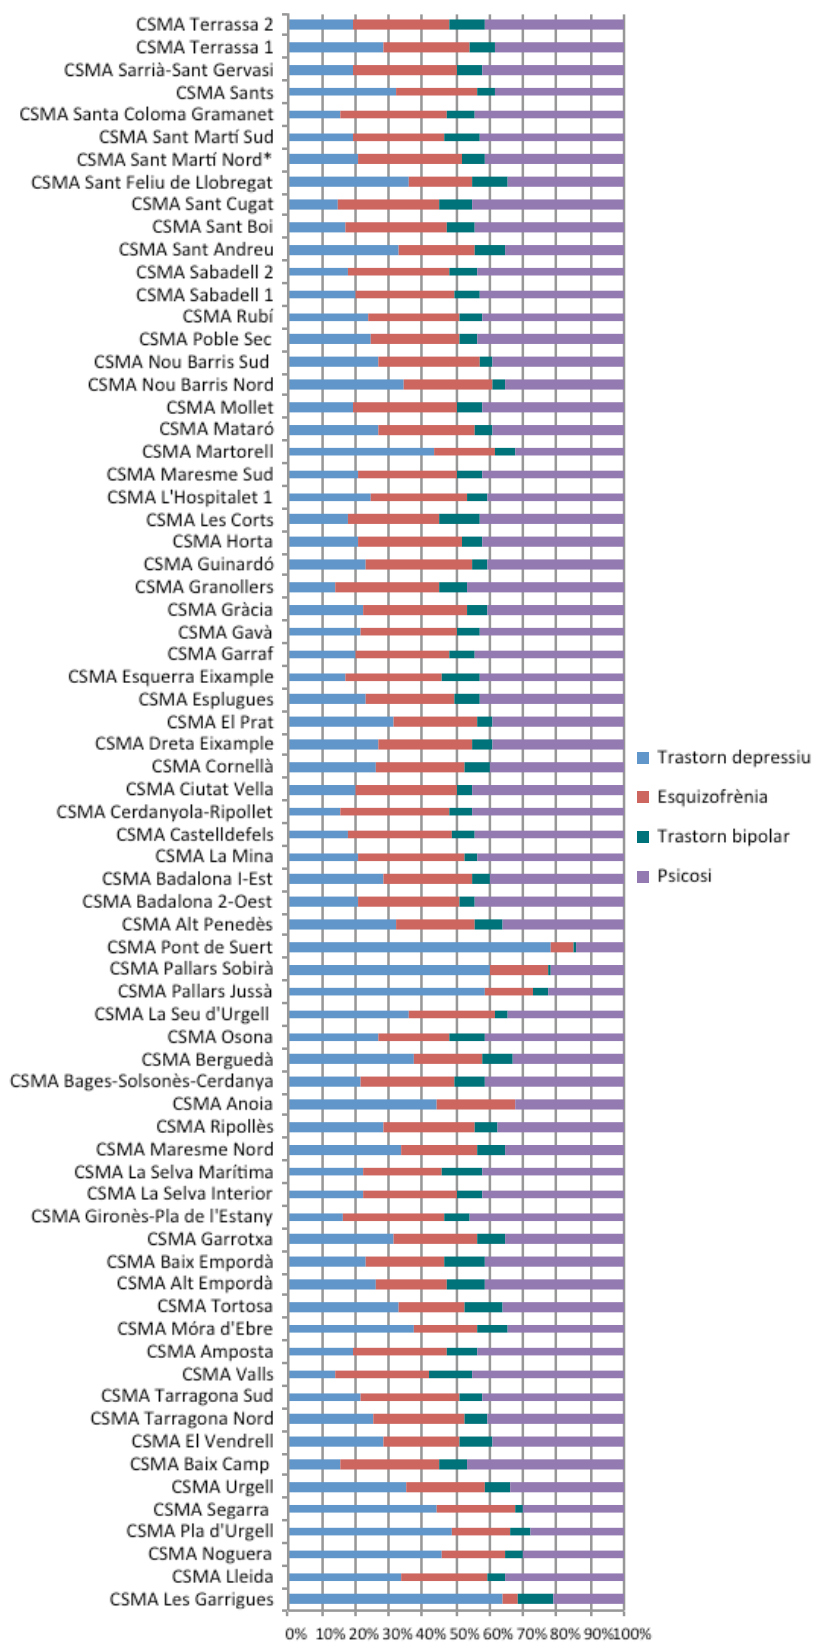 CSMA Terrassa 2
CSMA Terrassa 1
CSMA Sarrià-Sant Gervasi
CSMA Sants
CSMA Santa Coloma Gramanet
CSMA Sant Martí Sud
CSMA Sant Martí Nord*
CSMA Sant Feliu de Llobregat
CSMA Sant Cugat
CSMA Sant Boi
CSMA Sant Andreu
CSMA Sabadell 2
CSMA Sabadell 1
CSMA Rubí
CSMA Poble Sec
CSMA Nou Barris Sud
CSMA Nou Barris Nord
CSMA Mollet
CSMA Mataró
CSMA Martorell
CSMA Maresme Sud
CSMA L'Hospitalet 1
CSMA Les Corts
CSMA Horta
CSMA Guinardó
CSMA Granollers
CSMA Gràcia
CSMA Gavà
CSMA Garraf
CSMA Esquerra Eixample
CSMA Esplugues
CSMA El Prat
CSMA Dreta Eixample
CSMA Cornellà
CSMA Ciutat Vella
CSMA Cerdanyola-Ripollet
CSMA Castelldefels
CSMA La Mina
CSMA Badalona I-Est
CSMA Badalona 2-Oest
CSMA Alt Penedès
CSMA Pont de Suert
CSMA Pallars Sobirà
CSMA Pallars Jussà
CSMA La Seu d'Urgell
CSMA Osona
CSMA Berguedà
CSMA Bages-Solsonès-Cerdanya
CSMA Anoia
CSMA Ripollès
CSMA Maresme Nord
CSMA La Selva Marítima
CSMA La Selva Interior
CSMA Gironès-Pla de l'Estany
CSMA Garrotxa
CSMA Baix Empordà
CSMA Alt Empordà
CSMA Tortosa
CSMA Móra d'Ebre
CSMA Amposta
CSMA Valls
CSMA Tarragona Sud
CSMA Tarragona Nord
CSMA El Vendrell
CSMA Baix Camp
CSMA Urgell
CSMA Segarra
CSMA Pla d'Urgell
CSMA Noguera
CSMA Lleida
CSMA Les Garrigues
0% 10% 20% 30% 40% 50% 60% 70% 80% 90%100%
Trastorn depressiu
Esquizofrènia
Trastorn bipolar
Psicosi